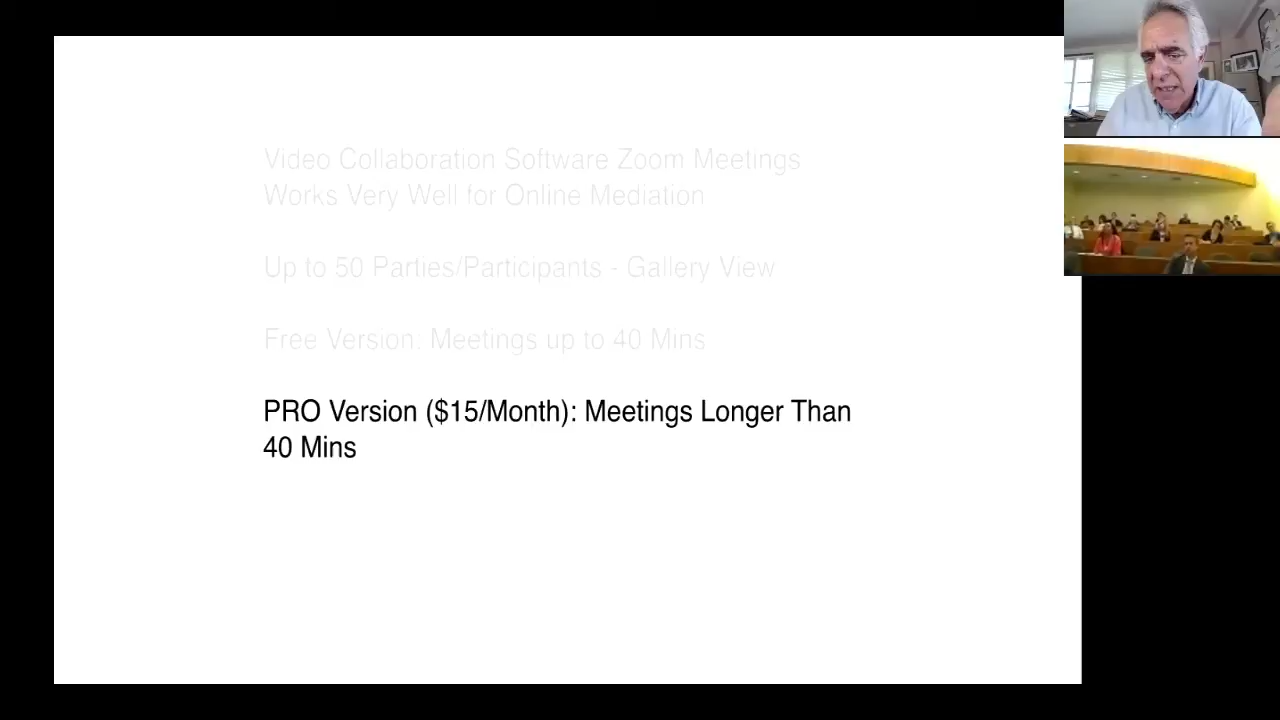 Video Collaboration Software Zoom Meetings
Works Very Well for Online Mediation
Up to 50 Parties/Participants - Gallery View
Free Version: Meetings up to 40 Mins
PRO Version ($15/Month): Meetings Longer Than
40 Mins